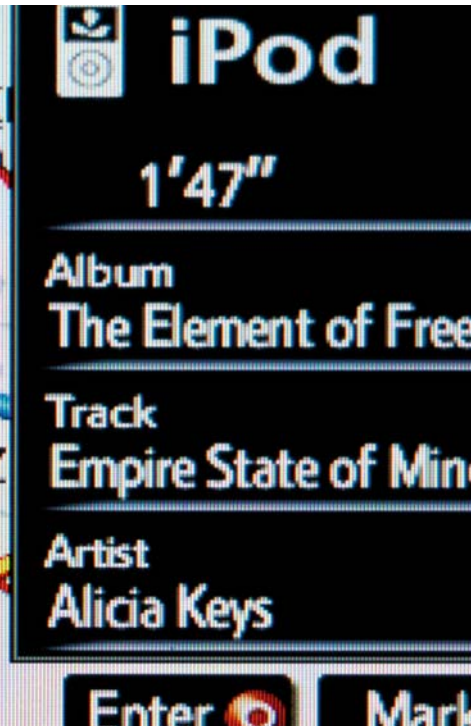 iPod
1'47"
Album
The Element of Free
Track
Empire State of Min
Artist
Alicia Keys
Enter
Mark